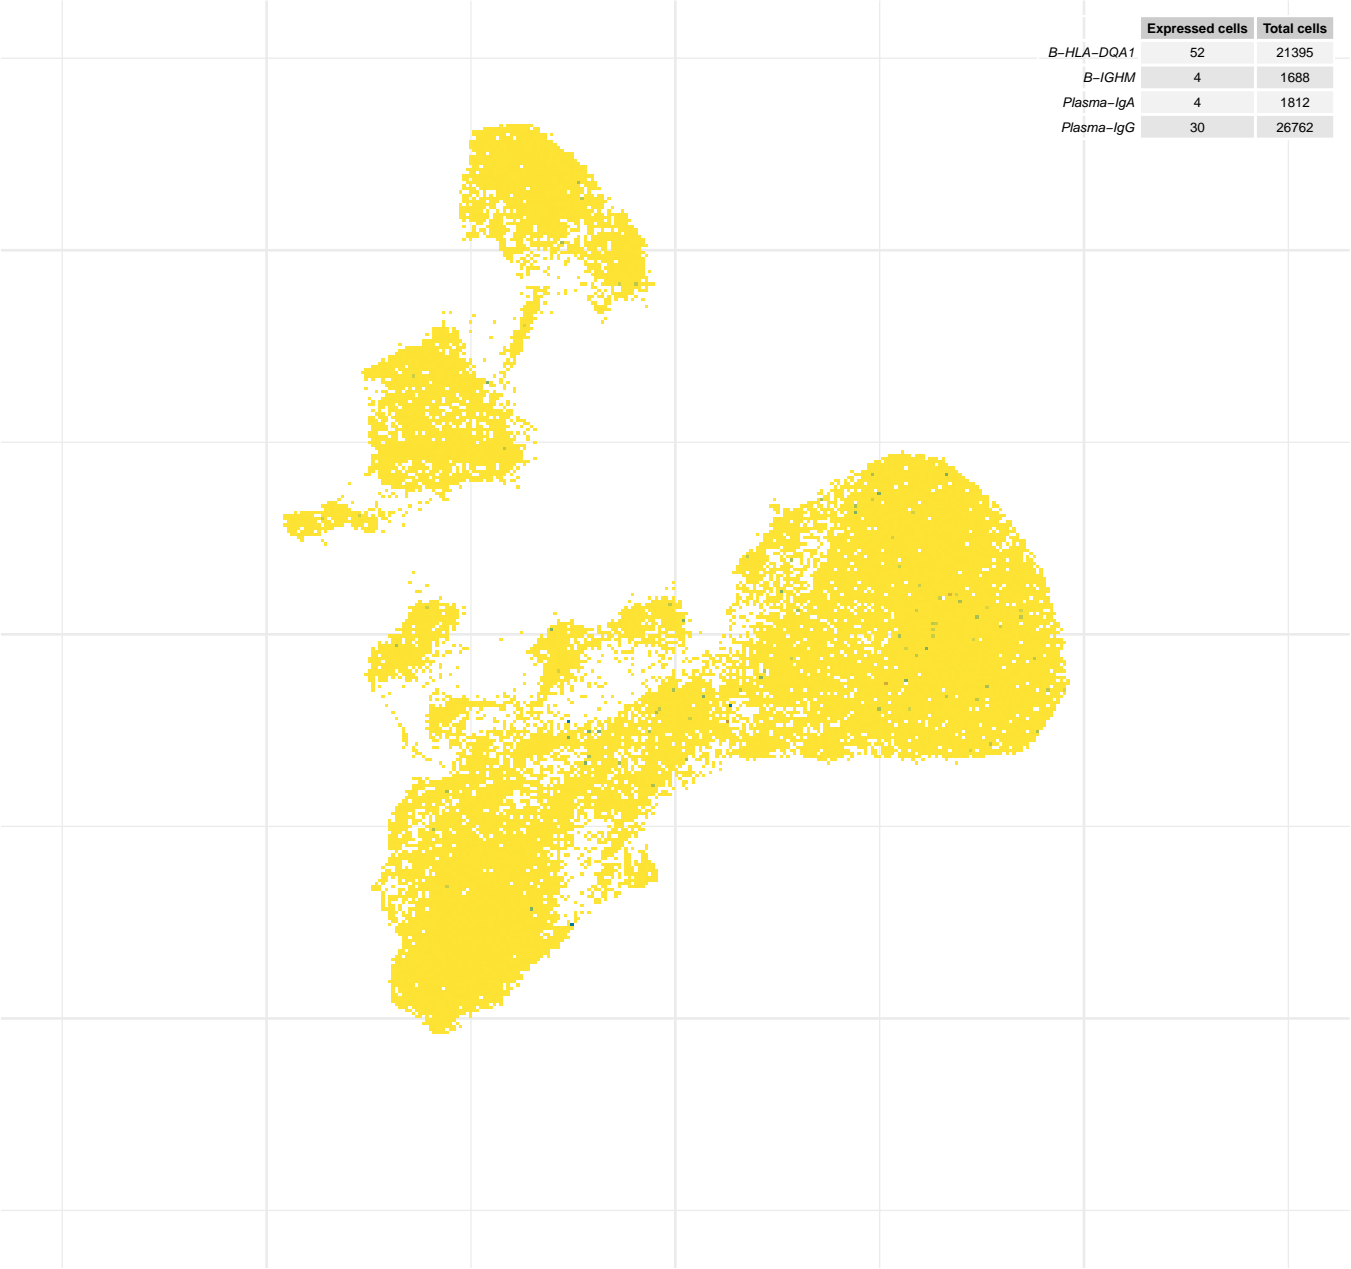 Expressed cells Total cells
B−HLA−DQA1 52 21395
B−IGHM 4 1688
Plasma−IgA 4 1812
Plasma−IgG 30 26762